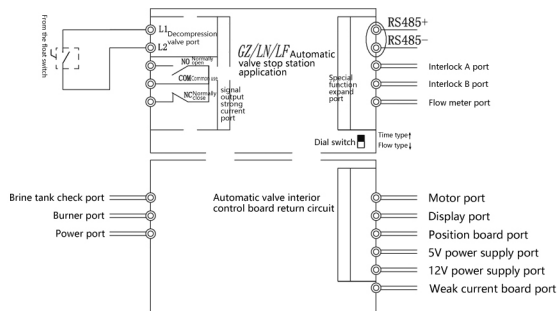 From the float switch
L1
Decompression
valve port
L2
NO
Normally
open
COM
Common use
NC
Normally
close
signal
output
strong
current
port
GZ/LN/LF Automatic
valve stop station
application
Special
function
expand
port
RS485+
RS485-
Interlock A port
Interlock B port
Flow meter port
Dial switch
Time type↑
Flow type↓
Brine tank check port
Burner port
Power port
Automatic valve interior
control board return circuit
Motor port
Display port
Position board port
5V power supply port
12V power supply port
Weak current board port